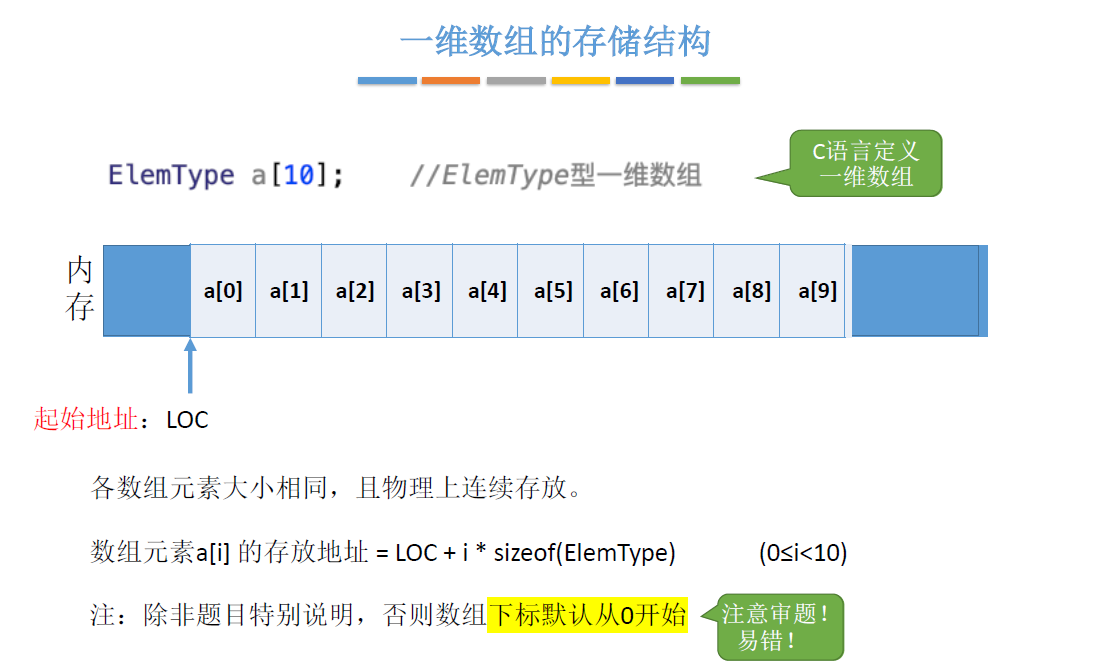 一维数组的存储结构
ElemType a[10]; //ElemType型一维数组
C语言定义
一维数组
内
存
a[0] a[1] a[2] a[3] a[4] a[5] a[6] a[7] a[8] a[9]
起始地址：LOC
各数组元素大小相同，且物理上连续存放。
数组元素a[i] 的存放地址 = LOC + i * sizeof(ElemType) (0≤i<10)
注：除非题目特别说明，否则数组下标默认从0开始
注意审题！
易错！